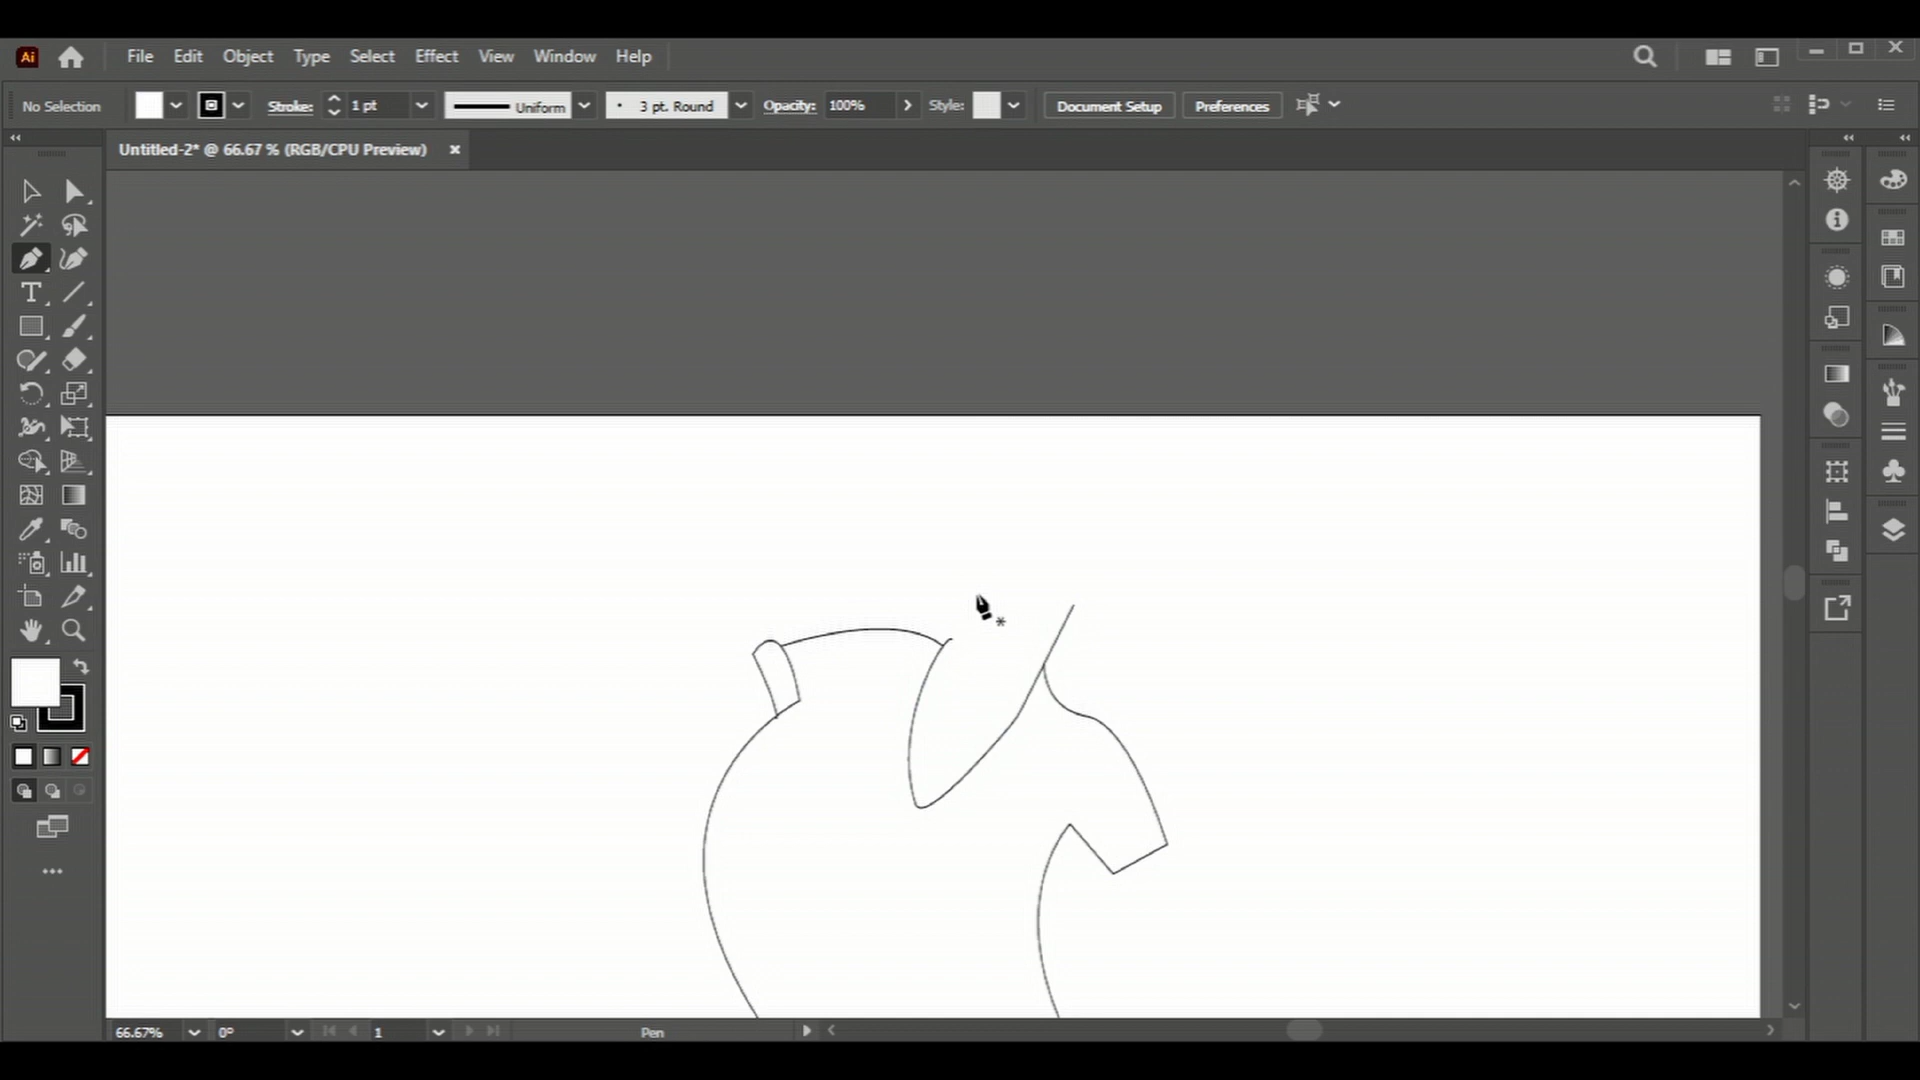 Ai File Edit Object Type Select Effect View Window Help
No Selection Stroke: 1 pt Uniform 3 pt. Round Opacity: 100% Style: Document Setup Preferences
Untitled-2* @ 66.67 % (RGB/CPU Preview) ×
66.67% 0° 1 Pen